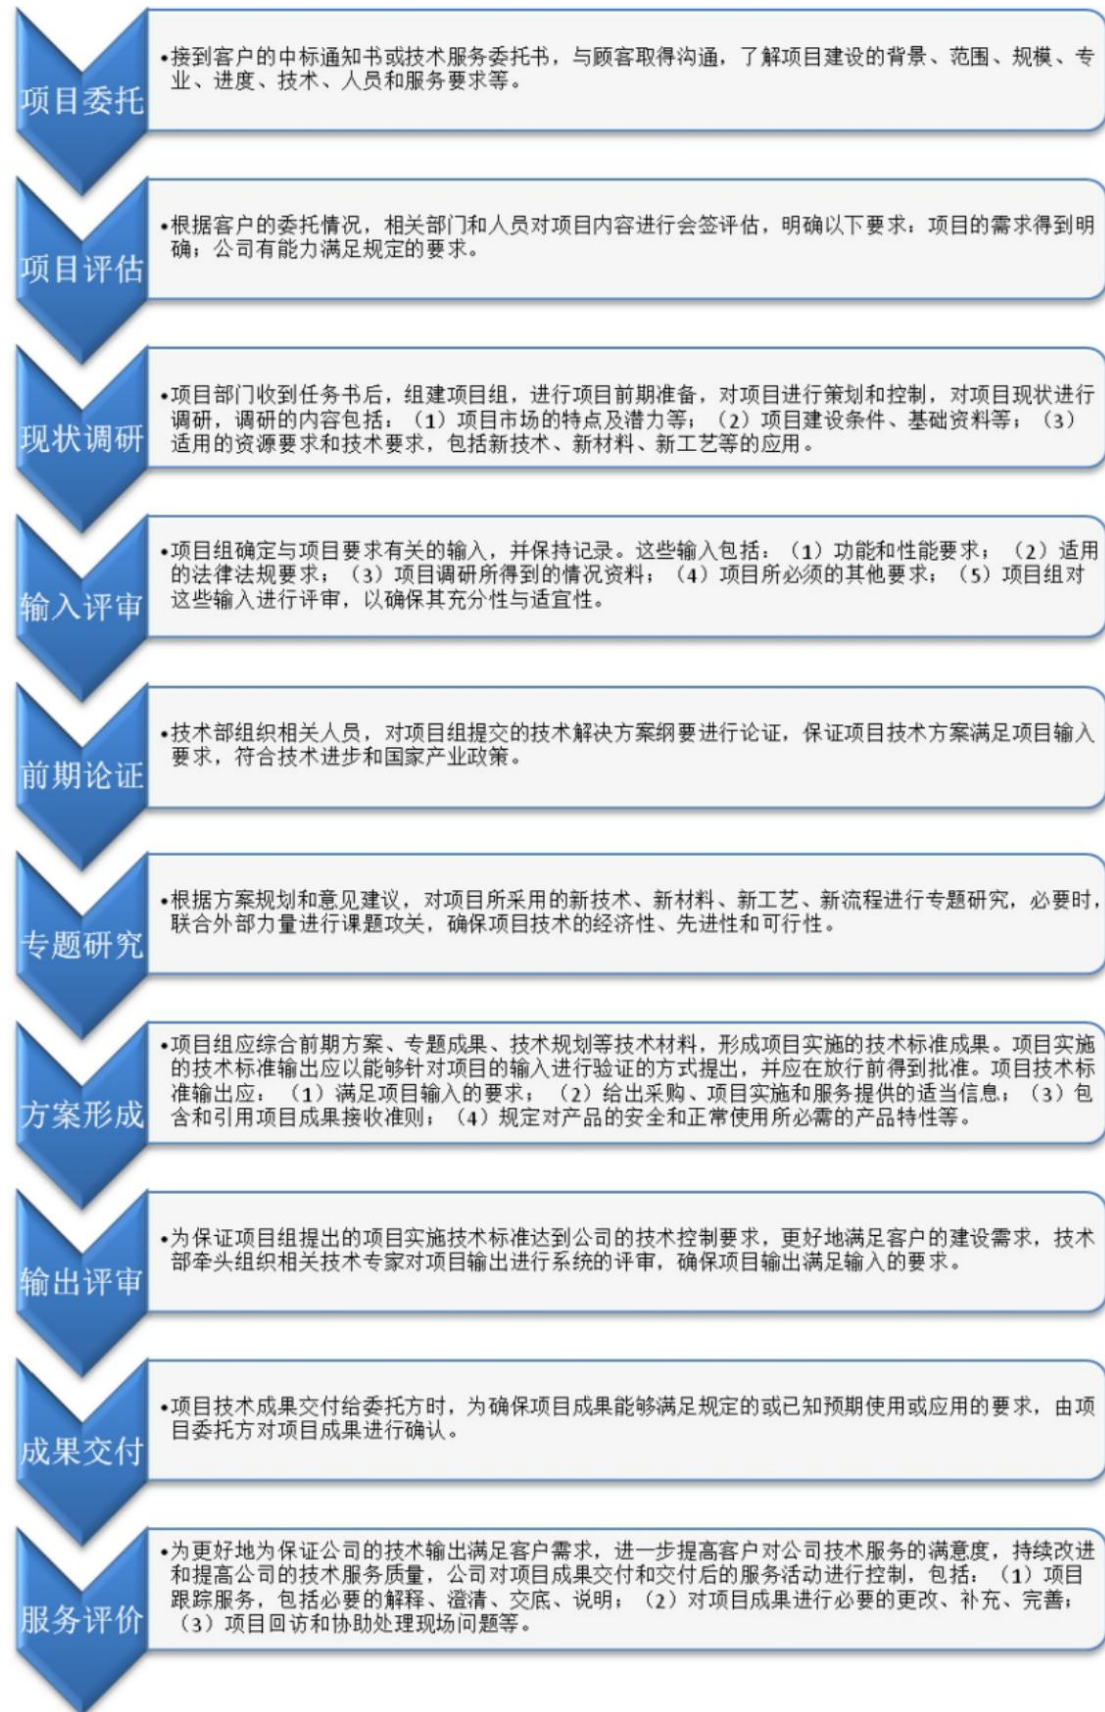 项目委托
•接到客户的中标通知书或技术服务委托书，与顾客取得沟通，了解项目建设的背景、范围、规模、专
业、进度、技术、人员和服务要求等。
项目评估
•根据客户的委托情况，相关部门和人员对项目内容进行会签评估，明确以下要求：项目的需求得到明
确；公司有能力满足规定的要求。
现状调研
•项目部门收到任务书后，组建项目组，进行项目前期准备，对项目进行策划和控制，对项目现状进行
调研，调研的内容包括：（1）项目市场的特点及潜力等；（2）项目建设条件、基础资料等；（3）
适用的资源要求和技术要求，包括新技术、新材料、新工艺等的应用。
输入评审
•项目组确定与项目要求有关的输入，并保持记录。这些输入包括：（1）功能和性能要求；（2）适用
的法律法规要求；（3）项目调研所得到的情况资料；（4）项目所必须的其他要求；（5）项目组对
这些输入进行评审，以确保其充分性与适宜性。
前期论证
•技术部组织相关人员，对项目组提交的技术解决方案纲要进行论证，保证项目技术方案满足项目输入
要求，符合技术进步和国家产业政策。
专题研究
•根据方案规划和意见建议，对项目所采用的新技术、新材料、新工艺、新流程进行专题研究，必要时，
联合外部力量进行课题攻关，确保项目技术的经济性、先进性和可行性。
方案形成
•项目组应综合前期方案、专题成果、技术规划等技术材料，形成项目实施的技术标准成果。项目实施
的技术标准输出应以能够针对项目的输入进行验证的方式提出，并应在放行前得到批准。项目技术标
准输出应：（1）满足项目输入的要求；（2）给出采购、项目实施和服务提供的适当信息；（3）包
含和引用项目成果接收准则；（4）规定对产品的安全和正常使用所必需的产品特性等。
输出评审
•为保证项目组提出的项目实施技术标准达到公司的技术控制要求，更好地满足客户的建设需求，技术
部牵头组织相关技术专家对项目输出进行系统的评审，确保项目输出满足输入的要求。
成果交付
•项目技术成果交付给委托方时，为确保项目成果能够满足规定的或已知预期使用或应用的要求，由项
目委托方对项目成果进行确认。
服务评价
•为更好地为保证公司的技术输出满足客户需求，进一步提高客户对公司技术服务的满意度，持续改进
和提高公司的技术服务质量，公司对项目成果交付和交付后的服务活动进行控制，包括：（1）项目
跟踪服务，包括必要的解释、澄清、交底、说明；（2）对项目成果进行必要的更改、补充、完善；
（3）项目回访和协助处理现场问题等。